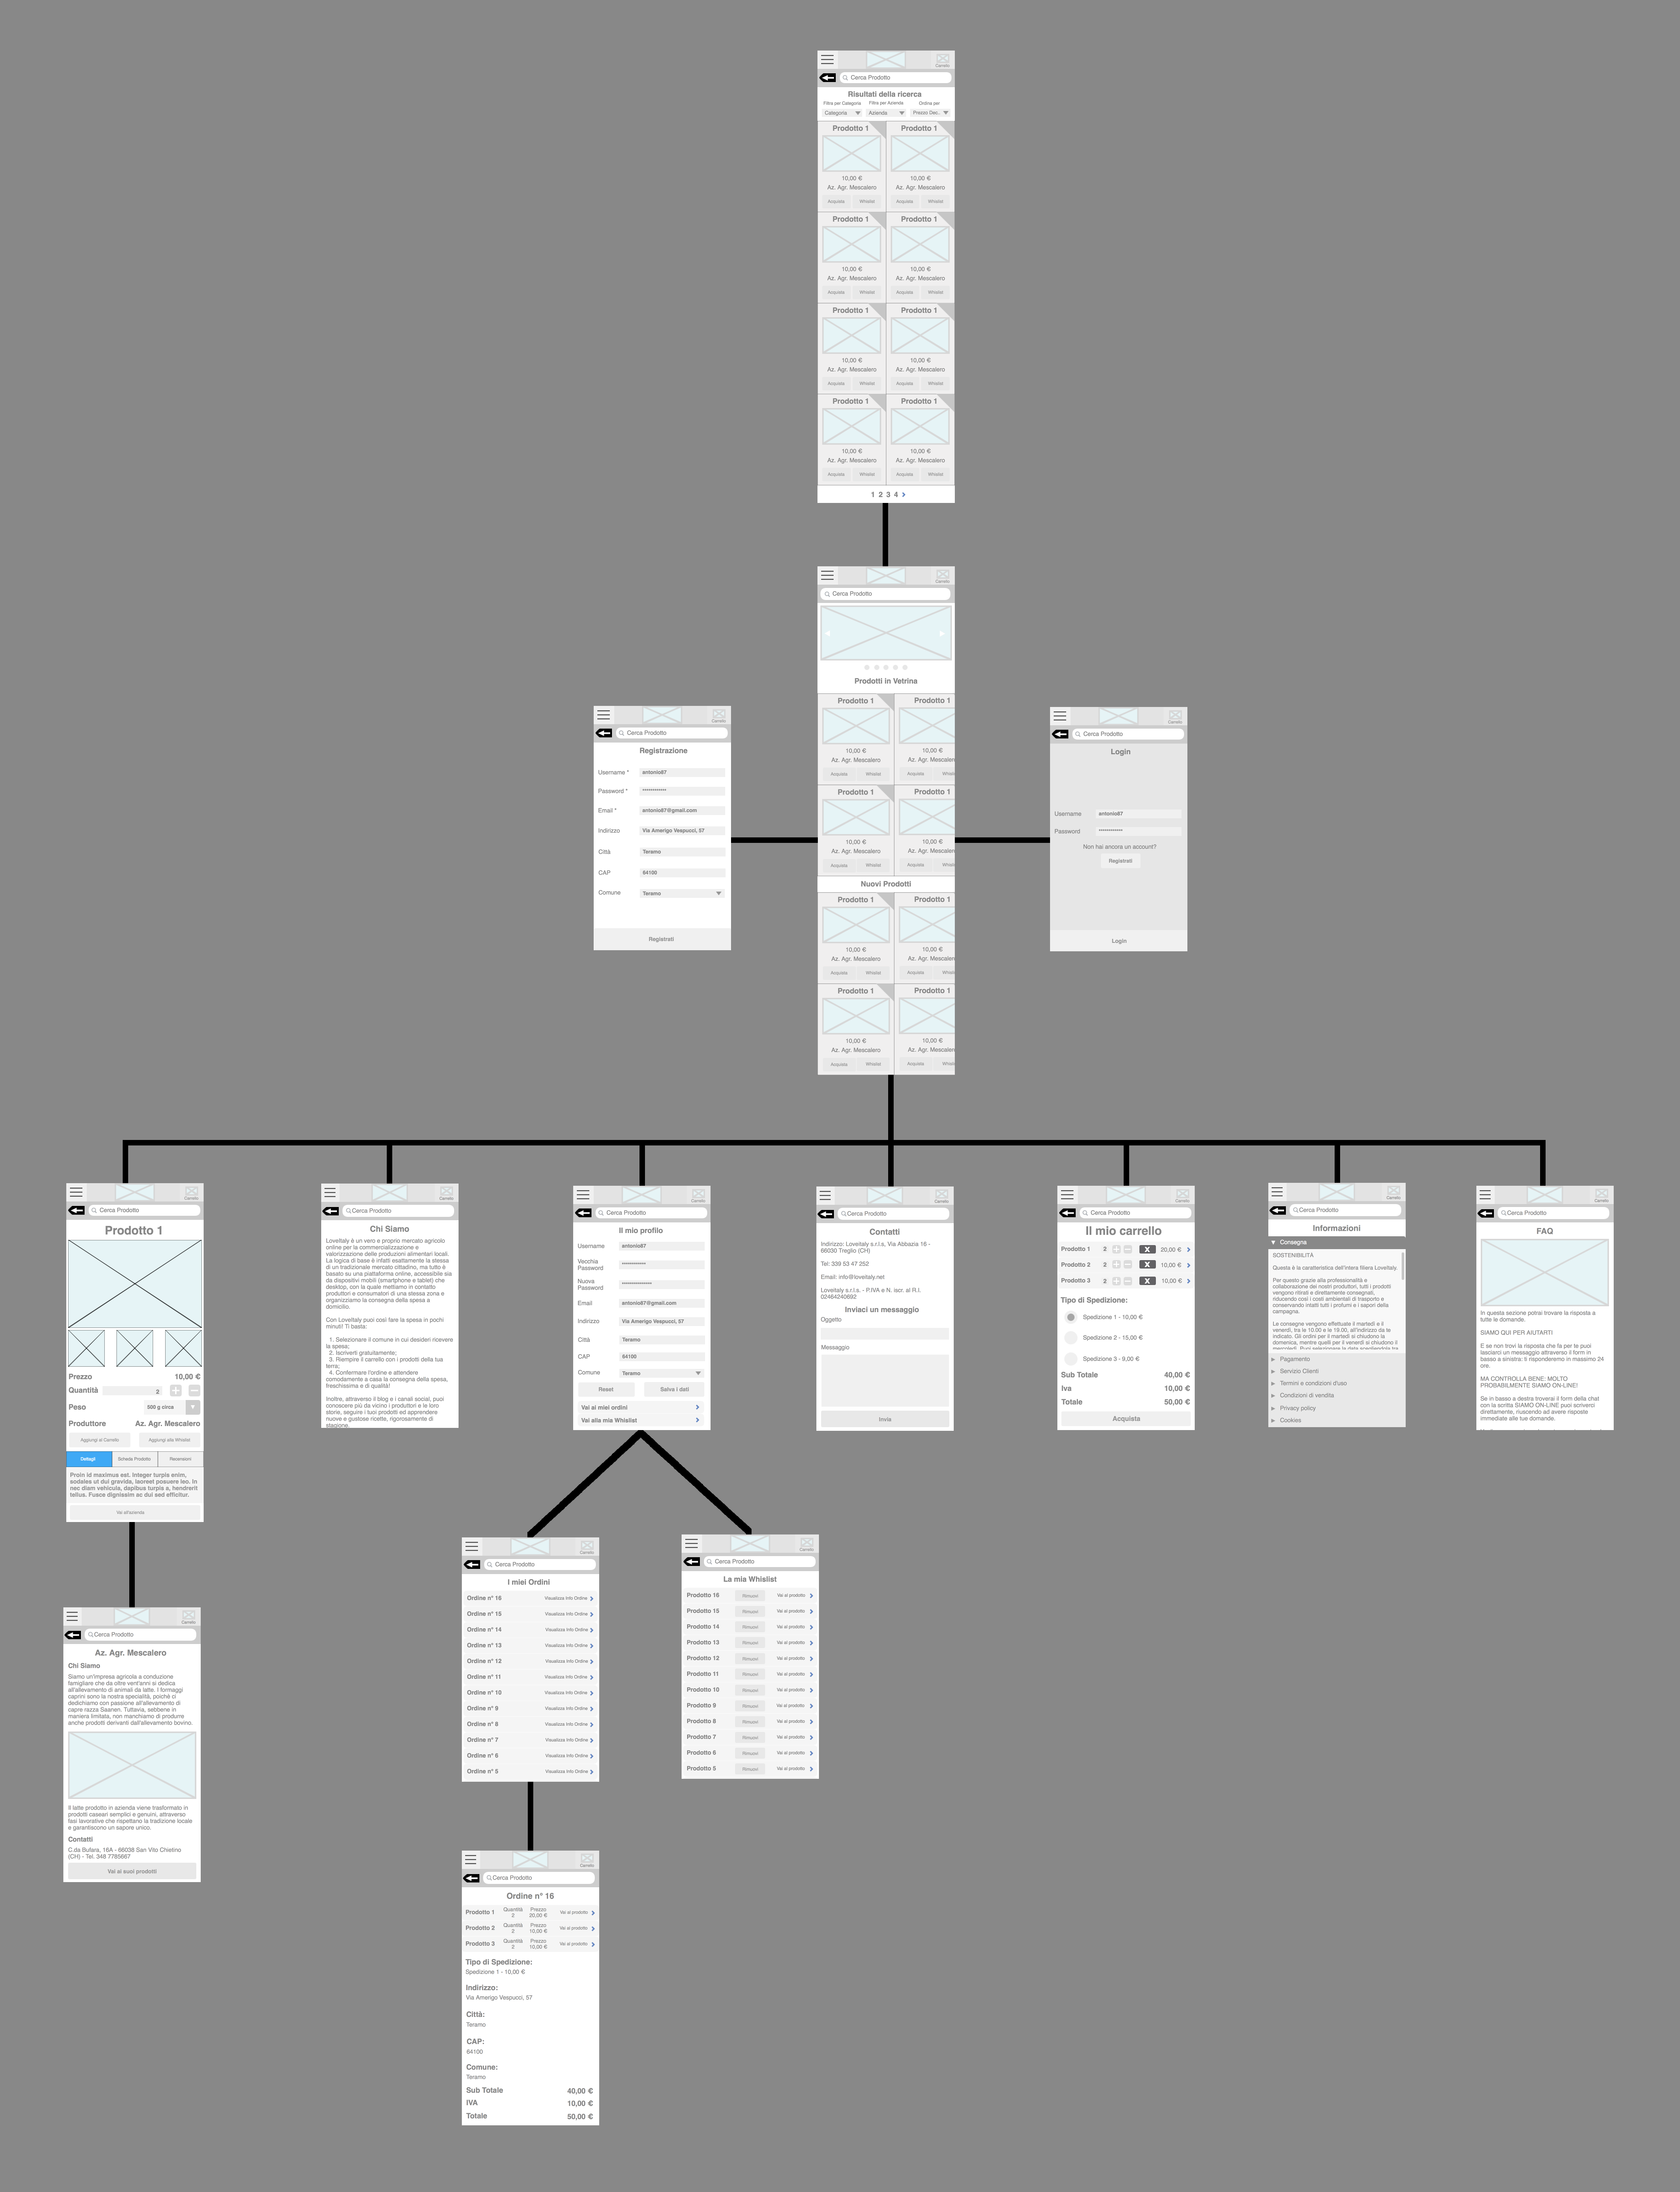 Carrello
Cerca Prodotto
Risultati della ricerca
Filtra per Categoria Filtra per Azienda Ordina per
Categoria Azienda Prezzo Dec.
Prodotto 1 Prodotto 1
10,00 € 10,00 €
Az. Agr. Mescalero Az. Agr. Mescalero
Acquista Whislist Acquista Whislist
Prodotto 1 Prodotto 1
10,00 € 10,00 €
Az. Agr. Mescalero Az. Agr. Mescalero
Acquista Whislist Acquista Whislist
Prodotto 1 Prodotto 1
10,00 € 10,00 €
Az. Agr. Mescalero Az. Agr. Mescalero
Acquista Whislist Acquista Whislist
Prodotto 1 Prodotto 1
10,00 € 10,00 €
Az. Agr. Mescalero Az. Agr. Mescalero
Acquista Whislist Acquista Whislist
1 2 3 4 >
Carrello
Cerca Prodotto
Prodotti in Vetrina
Prodotto 1 Prodotto 1
10,00 € 10,00 €
Az. Agr. Mescalero Az. Agr. Mescaler
Acquista Whislist Acquista Whisl
Prodotto 1 Prodotto 1
10,00 € 10,00 €
Az. Agr. Mescalero Az. Agr. Mescaler
Acquista Whislist Acquista Whisl
Nuovi Prodotti
Prodotto 1 Prodotto 1
10,00 € 10,00 €
Az. Agr. Mescalero Az. Agr. Mescaler
Acquista Whislist Acquista Whisl
Prodotto 1 Prodotto 1
10,00 € 10,00 €
Az. Agr. Mescalero Az. Agr. Mescaler
Acquista Whislist Acquista Whisl
Carrello
Cerca Prodotto
Registrazione
Username * antonio87
Password * ************
Email * antonio87@gmail.com
Indirizzo Via Amerigo Vespucci, 57
Città Teramo
CAP 64100
Comune Teramo
Registrati
Carrello
Cerca Prodotto
Login
Username antonio87
Password ************
Non hai ancora un account?
Registrati
Login
Carrello
Cerca Prodotto
Prodotto 1
Prezzo 10,00 €
Quantità 2
Peso 500 g circa
Produttore Az. Agr. Mescalero
Aggiungi al Carrello Aggiungi alla Whislist
Dettagli Scheda Prodotto Recensioni
Proin id maximus est. Integer turpis enim,
sodales ut dui gravida, laoreet posuere leo. In
nec diam vehicula, dapibus turpis a, hendrerit
tellus. Fusce dignissim ac dui sed efficitur.
Vai all'azienda
Carrello
Cerca Prodotto
Chi Siamo
LoveItaly è un vero e proprio mercato agricolo
online per la commercializzazione e
valorizzazione delle produzioni alimentari locali.
La logica di base è infatti esattamente la stessa
di un tradizionale mercato cittadino, ma tutto è
basato su una piattaforma online, accessibile sia
da dispositivi mobili (smartphone e tablet) che
desktop, con la quale mettiamo in contatto
produttori e consumatori di una stessa zona e
organizziamo la consegna della spesa a
domicilio.
Con LoveItaly puoi così fare la spesa in pochi
minuti! Ti basta:
1. Selezionare il comune in cui desideri ricevere
la spesa;
2. Iscriverti gratuitamente;
3. Riempire il carrello con i prodotti della tua
terra;
4. Confermare l'ordine e attendere
comodamente a casa la consegna della spesa,
freschissima e di qualità!
Inoltre, attraverso il blog e i canali social, puoi
conoscere più da vicino i produttori e le loro
storie, seguire i tuoi prodotti ed apprendere
nuove e gustose ricette, rigorosamente di
stagione.
Carrello
Cerca Prodotto
Il mio profilo
Username antonio87
Vecchia
Password ************
Nuova
Password ***************
Email antonio87@gmail.com
Indirizzo Via Amerigo Vespucci, 57
Città Teramo
CAP 64100
Comune Teramo
Reset Salva i dati
Vai ai miei ordini >
Vai alla mia Whislist >
Carrello
Cerca Prodotto
Contatti
Indirizzo: LoveItaly s.r.l.s, Via Abbazia 16 -
66030 Treglio (CH)
Tel: 339 53 47 252
Email: info@loveitaly.net
LoveItaly s.r.l.s. - P.IVA e N. iscr. al R.I.
02464240692
Inviaci un messaggio
Oggetto
Messaggio
Invia
Carrello
Cerca Prodotto
Il mio carrello
Prodotto 1 2 X 20,00 € >
Prodotto 2 2 X 10,00 € >
Prodotto 3 2 X 10,00 € >
Tipo di Spedizione:
Spedizione 1 - 10,00 €
Spedizione 2 - 15,00 €
Spedizione 3 - 9,00 €
Sub Totale 40,00 €
Iva 10,00 €
Totale 50,00 €
Acquista
Carrello
Cerca Prodotto
Informazioni
Consegna
SOSTENIBILITÀ
Questa è la caratteristica dell'intera filiera LoveItaly.
Per questo grazie alla professionalità e
collaborazione dei nostri produttori, tutti i prodotti
vengono ritirati e direttamente consegnati,
riducendo così i costi ambientali di trasporto e
conservando intatti tutti i profumi e i sapori della
campagna.
Le consegne vengono effettuate il martedì e il
venerdì, tra le 10.00 e le 19.00, all'indirizzo da te
indicato. Gli ordini per il martedì si chiudono la
domenica, mentre quelli per il venerdì si chiudono il
mercoledì. Puoi selezionare la data scegliendola tra
Pagamento
Servizio Clienti
Termini e condizioni d'uso
Condizioni di vendita
Privacy policy
Cookies
Carrello
Cerca Prodotto
FAQ
In questa sezione potrai trovare la risposta a
tutte le domande.
SIAMO QUI PER AIUTARTI
E se non trovi la risposta che fa per te puoi
lasciarci un messaggio attraverso il form in
basso a sinistra: ti risponderemo in massimo 24
ore.
MA CONTROLLA BENE: MOLTO
PROBABILMENTE SIAMO ON-LINE!
Se in basso a destra troverai il form della chat
con la scritta SIAMO ON-LINE puoi scriverci
direttamente, riuscendo ad avere risposte
immediate alle tue domande.
Carrello
Cerca Prodotto
Az. Agr. Mescalero
Chi Siamo
Siamo un'impresa agricola a conduzione
famigliare che da oltre vent'anni si dedica
all'allevamento di animali da latte. I formaggi
caprini sono la nostra specialità, poiché ci
dedichiamo con passione all'allevamento di
capre razza Saanen. Tuttavia, sebbene in
maniera limitata, non manchiamo di produrre
anche prodotti derivanti dall'allevamento bovino.
Il latte prodotto in azienda viene trasformato in
prodotti caseari semplici e genuini, attraverso
fasi lavorative che rispettano la tradizione locale
e garantiscono un sapore unico.
Contatti
C.da Bufara, 16A - 66038 San Vito Chietino
(CH) - Tel. 346 7785667
Vai ai suoi prodotti
Carrello
Cerca Prodotto
I miei Ordini
Ordine n° 16 Visualizza Info Ordine >
Ordine n° 15 Visualizza Info Ordine >
Ordine n° 14 Visualizza Info Ordine >
Ordine n° 13 Visualizza Info Ordine >
Ordine n° 12 Visualizza Info Ordine >
Ordine n° 11 Visualizza Info Ordine >
Ordine n° 10 Visualizza Info Ordine >
Ordine n° 9 Visualizza Info Ordine >
Ordine n° 8 Visualizza Info Ordine >
Ordine n° 7 Visualizza Info Ordine >
Ordine n° 6 Visualizza Info Ordine >
Ordine n° 5 Visualizza Info Ordine >
Carrello
Cerca Prodotto
La mia Whislist
Prodotto 16 Rimuovi Vai al prodotto >
Prodotto 15 Rimuovi Vai al prodotto >
Prodotto 14 Rimuovi Vai al prodotto >
Prodotto 13 Rimuovi Vai al prodotto >
Prodotto 12 Rimuovi Vai al prodotto >
Prodotto 11 Rimuovi Vai al prodotto >
Prodotto 10 Rimuovi Vai al prodotto >
Prodotto 9 Rimuovi Vai al prodotto >
Prodotto 8 Rimuovi Vai al prodotto >
Prodotto 7 Rimuovi Vai al prodotto >
Prodotto 6 Rimuovi Vai al prodotto >
Prodotto 5 Rimuovi Vai al prodotto >
Carrello
Cerca Prodotto
Ordine n° 16
Prodotto 1 Quantità 2 Prezzo 20,00 € Vai al prodotto >
Prodotto 2 Quantità 2 Prezzo 10,00 € Vai al prodotto >
Prodotto 3 Quantità 2 Prezzo 10,00 € Vai al prodotto >
Tipo di Spedizione:
Spedizione 1 - 10,00 €
Indirizzo:
Via Amerigo Vespucci, 57
Città:
Teramo
CAP:
64100
Comune:
Teramo
Sub Totale 40,00 €
IVA 10,00 €
Totale 50,00 €